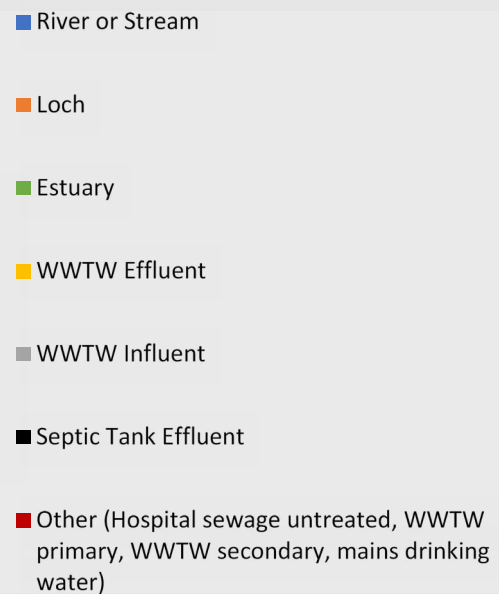 River or Stream
Loch
Estuary
WWTW Effluent
WWTW Influent
Septic Tank Effluent
Other (Hospital sewage untreated, WWTW
primary, WWTW secondary, mains drinking
water)